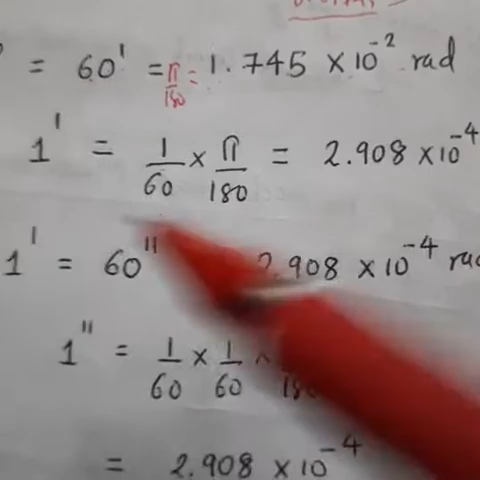 = 60' = π/180 = 1.745 × 10⁻² rad
1' = 1/60 × π/180 = 2.908 × 10⁻⁴
1' = 60" 2.908 × 10⁻⁴ rad
1" = 1/60 × 1/60 ×
= 2.908 × 10⁻⁴